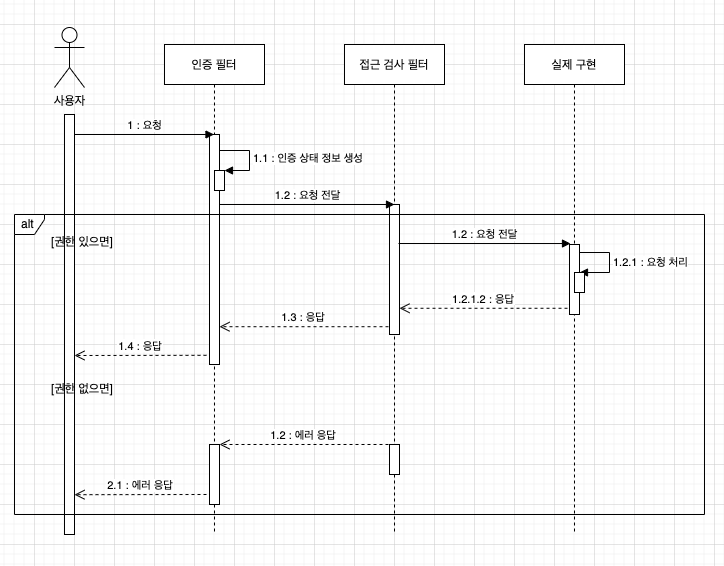 사용자
인증 필터
접근 검사 필터
실제 구현
1 : 요청
1.1 : 인증 상태 정보 생성
1.2 : 요청 전달
alt
[권한 있으면]
1.2 : 요청 전달
1.2.1 : 요청 처리
1.2.1.2 : 응답
1.3 : 응답
1.4 : 응답
[권한 없으면]
1.2 : 에러 응답
2.1 : 에러 응답